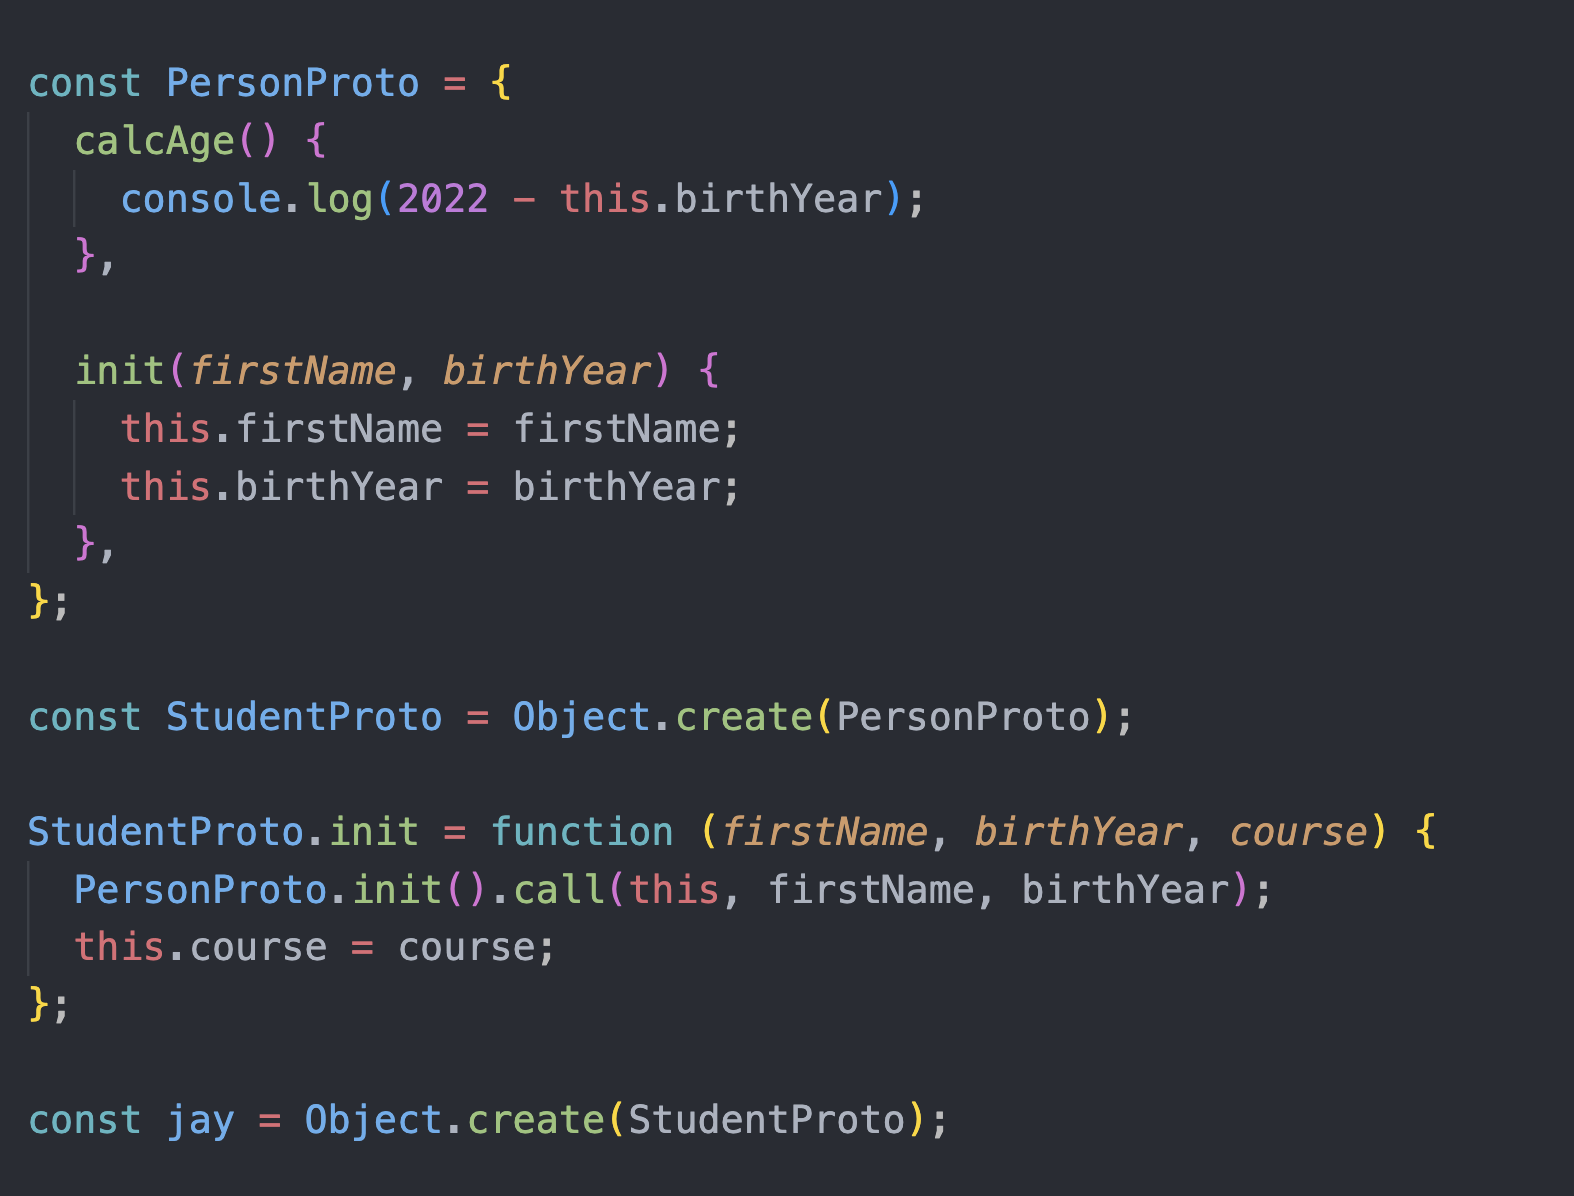 const PersonProto = {
  calcAge() {
    console.log(2022 - this.birthYear);
  },

  init(firstName, birthYear) {
    this.firstName = firstName;
    this.birthYear = birthYear;
  },
};

const StudentProto = Object.create(PersonProto);

StudentProto.init = function (firstName, birthYear, course) {
  PersonProto.init().call(this, firstName, birthYear);
  this.course = course;
};

const jay = Object.create(StudentProto);